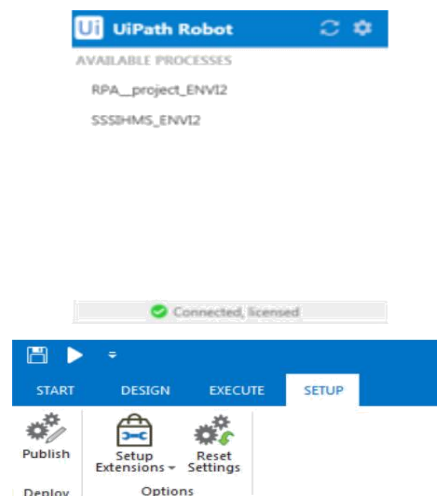 Ui UiPath Robot
AVAILABLE PROCESSES
RPA__project_ENVI2
SSSIHMS_ENVI2
Connected, licensed
START DESIGN EXECUTE SETUP
Publish Setup Extensions Reset Settings
Deploy Options